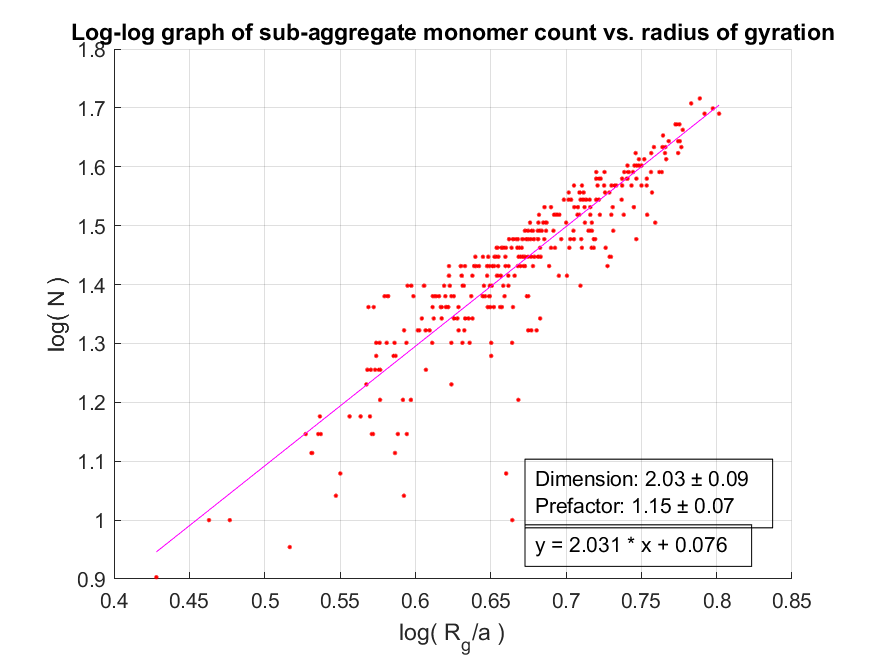 Log-log graph of sub-aggregate monomer count vs. radius of gyration
1.8
1.7
1.6
1.5
1.4
1.3
1.2
1.1
1
0.9
log( N )
Dimension: 2.03 ± 0.09
Prefactor: 1.15 ± 0.07
y = 2.031 * x + 0.076
0.4 0.45 0.5 0.55 0.6 0.65 0.7 0.75 0.8 0.85
log( R_g/a )